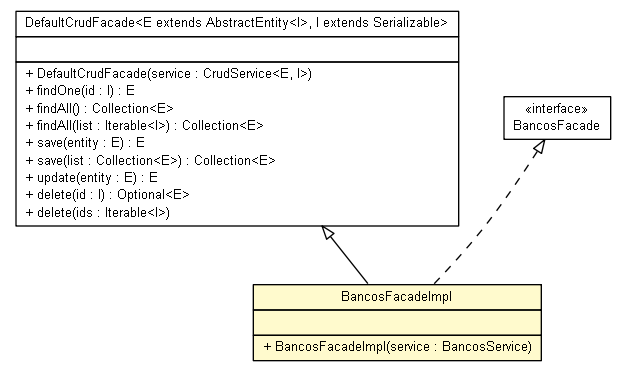 DefaultCrudFacade<E extends AbstractEntity<I>, I extends Serializable>
+ DefaultCrudFacade(service : CrudService<E, I>)
+ findOne(id : I) : E
+ findAll() : Collection<E>
+ findAll(list : Iterable<I>) : Collection<E>
+ save(entity : E) : E
+ save(list : Collection<E>) : Collection<E>
+ update(entity : E) : E
+ delete(id : I) : Optional<E>
+ delete(ids : Iterable<I>)
«interface»
BancosFacade
BancosFacadeImpl
+ BancosFacadeImpl(service : BancosService)